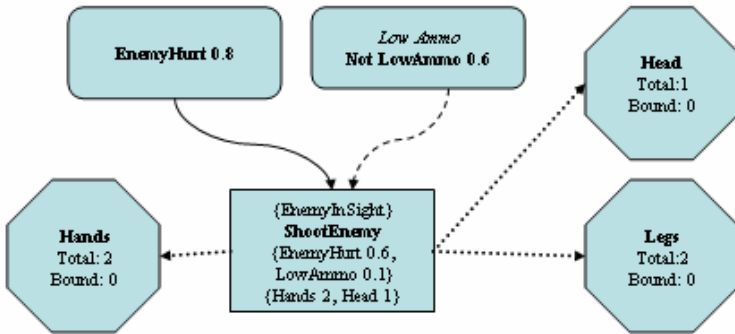 EnemyHurt 0.8
Low Ammo
Not LowAmmo 0.6
Head
Total:1
Bound: 0
{EnemyInSight}
ShootEnemy
{EnemyHurt 0.6,
LowAmmo 0.1}
{Hands 2, Head 1}
Hands
Total: 2
Bound: 0
Legs
Total:2
Bound: 0